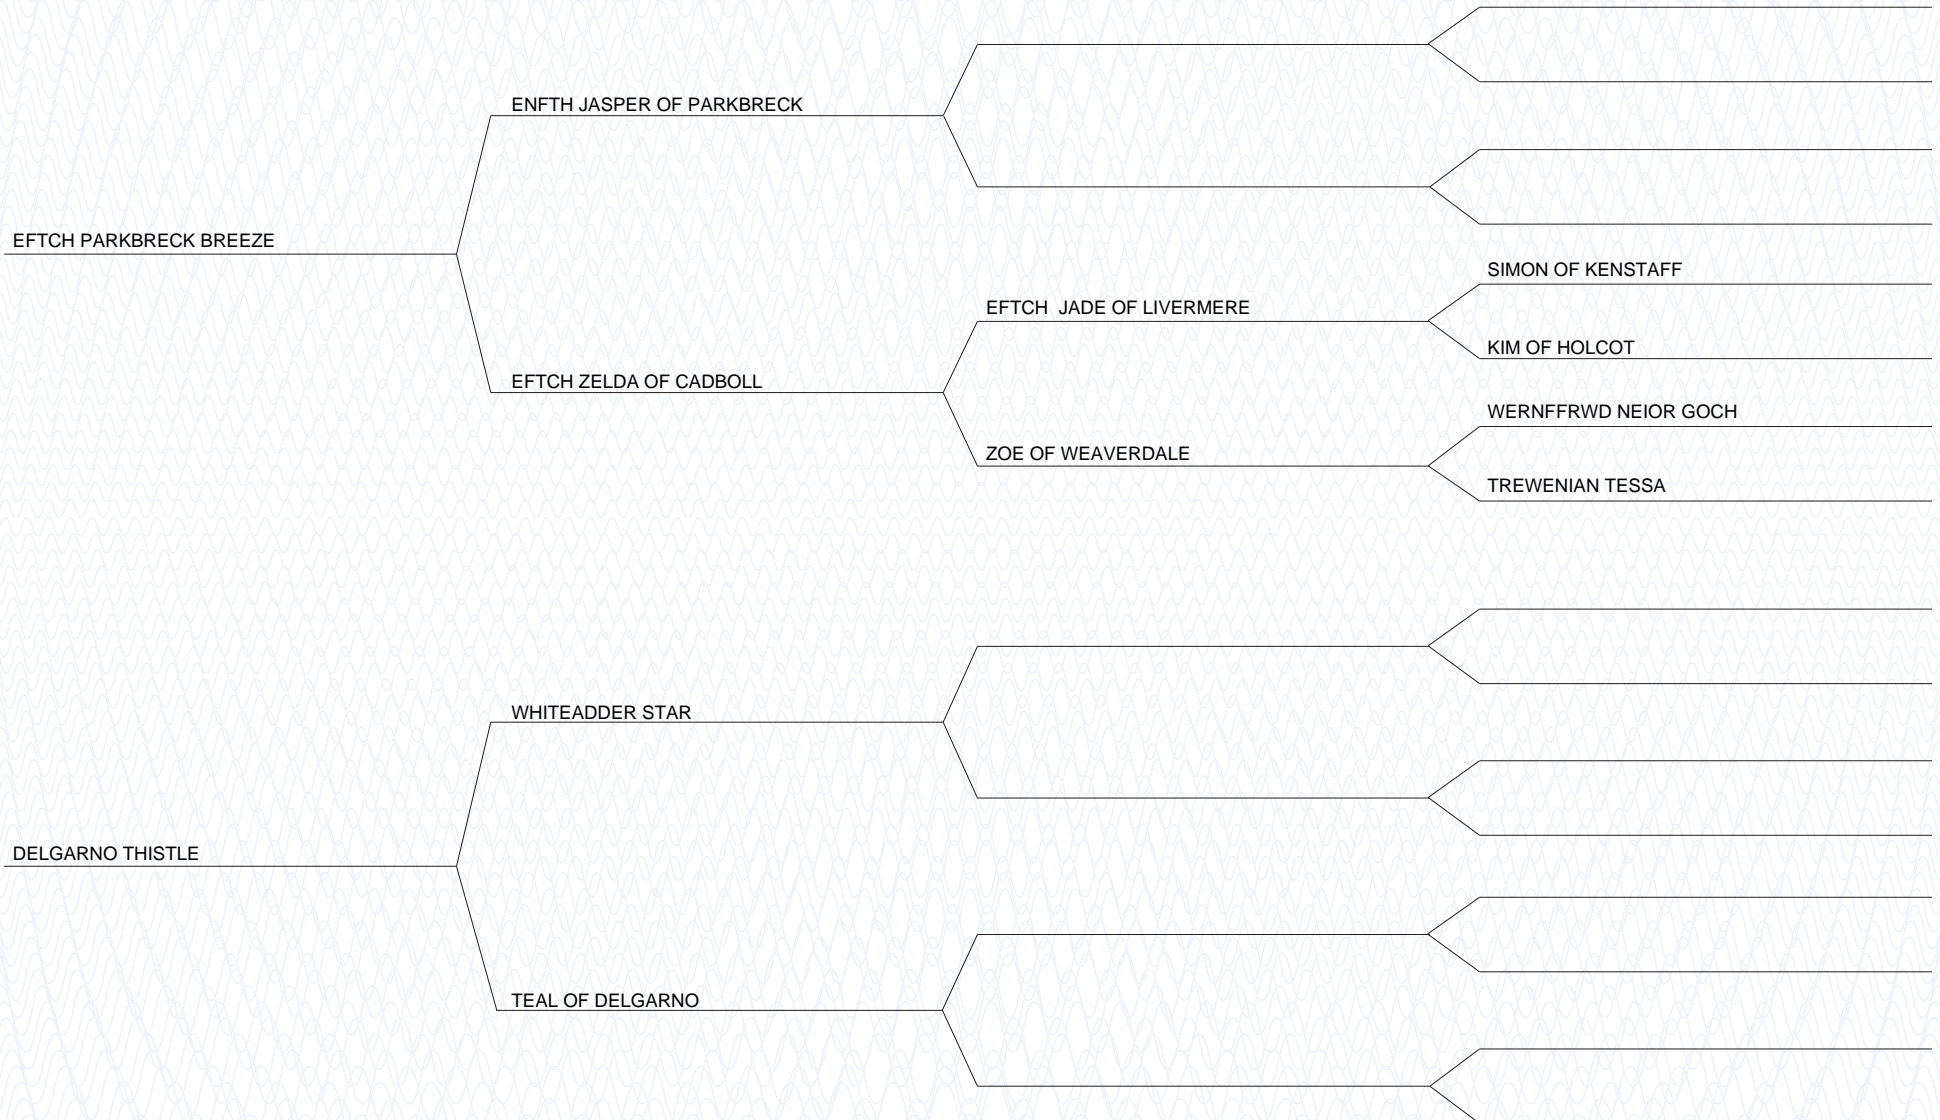 ENFTH JASPER OF PARKBRECK
EFTCH PARKBRECK BREEZE
SIMON OF KENSTAFF
EFTCH  JADE OF LIVERMERE
KIM OF HOLCOT
EFTCH ZELDA OF CADBOLL
WERNFFRWD NEIOR GOCH
ZOE OF WEAVERDALE
TREWENIAN TESSA
WHITEADDER STAR
DELGARNO THISTLE
TEAL OF DELGARNO